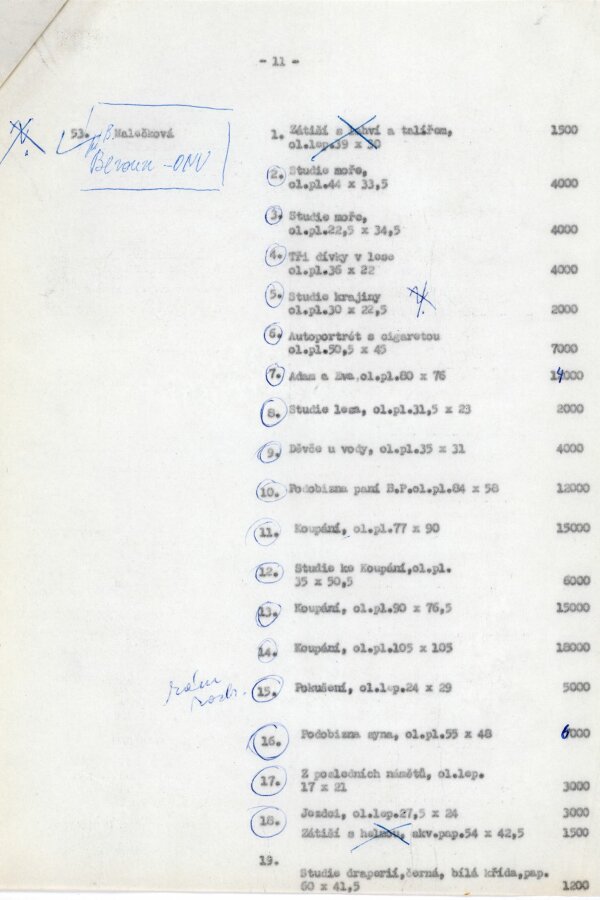 - 11 -
53. B. Malečková
Beroun - ONV
1. Zátiší s lahví a talířem, 1500
ol.lep.39 x 30
2. Studie moře,
ol.pl.44 x 33,5 4000
3. Studie moře,
ol.pl.22,5 x 34,5 4000
4. Tři dívky v lese
ol.pl.36 x 22 4000
5. Studie krajiny
ol.pl.30 x 22,5 2000
6. Autoportrét s cigaretou
ol.pl.50,5 x 45 7000
7. Adam a Eva,ol.pl.80 x 76 14000
8. Studie lesa, ol.pl.31,5 x 23 2000
9. Děvče u vody, ol.pl.35 x 31 4000
10. Podobizna paní B.P.ol.pl.84 x 58 12000
11. Koupání, ol.pl.77 x 90 15000
12. Studie ke Koupání,ol.pl.
35 x 50,5 6000
13. Koupání, ol.pl.90 x 76,5 15000
14. Koupání, ol.pl.105 x 105 18000
rám
15. Pokušení, ol.lep.24 x 29 5000
16. Podobizna syna, ol.pl.55 x 48 6000
17. Z posledních námětů, ol.lep.
17 x 21 3000
18. Jezdci, ol.lep.27,5 x 24 3000
Zátiší s helmou, akv.pap.54 x 42,5 1500
19.
Studie draperií,černá, bílá křída,pap.
60 x 41,5 1200